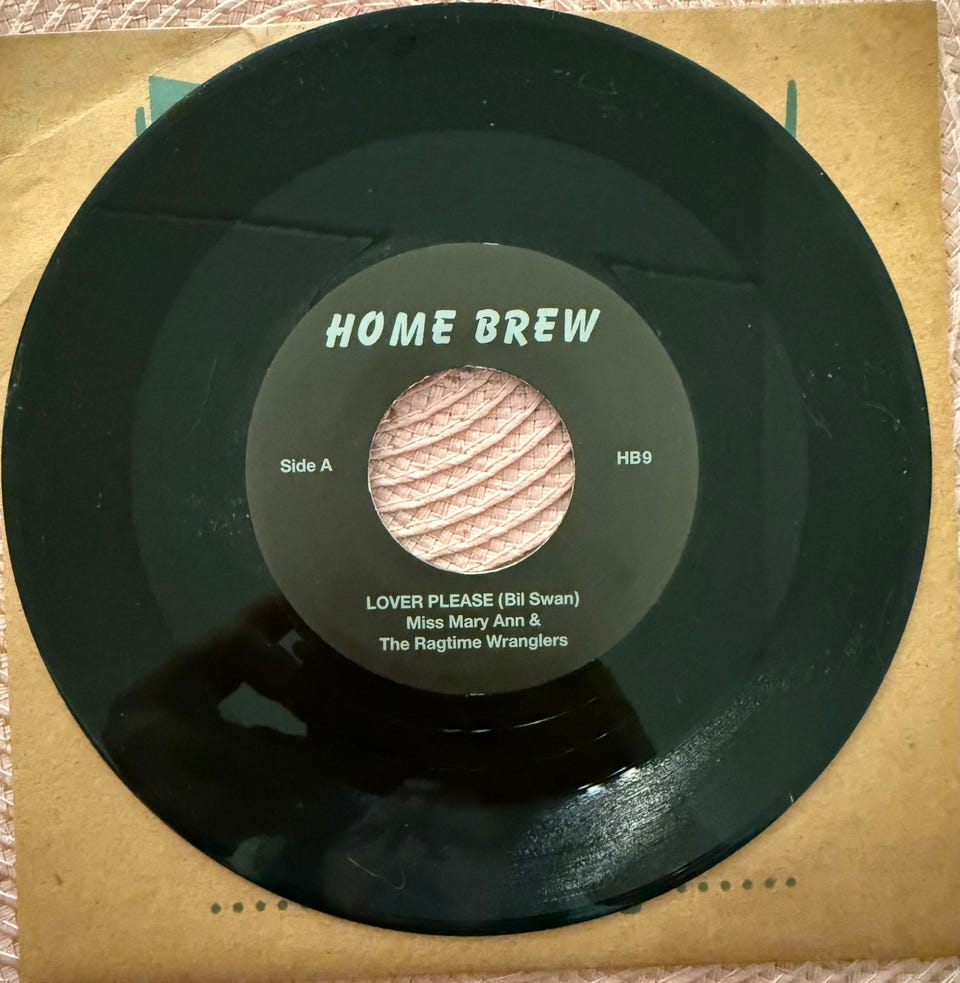 HOME BREW
Side A
HB9
LOVER PLEASE (Bil Swan)
Miss Mary Ann &
The Ragtime Wranglers